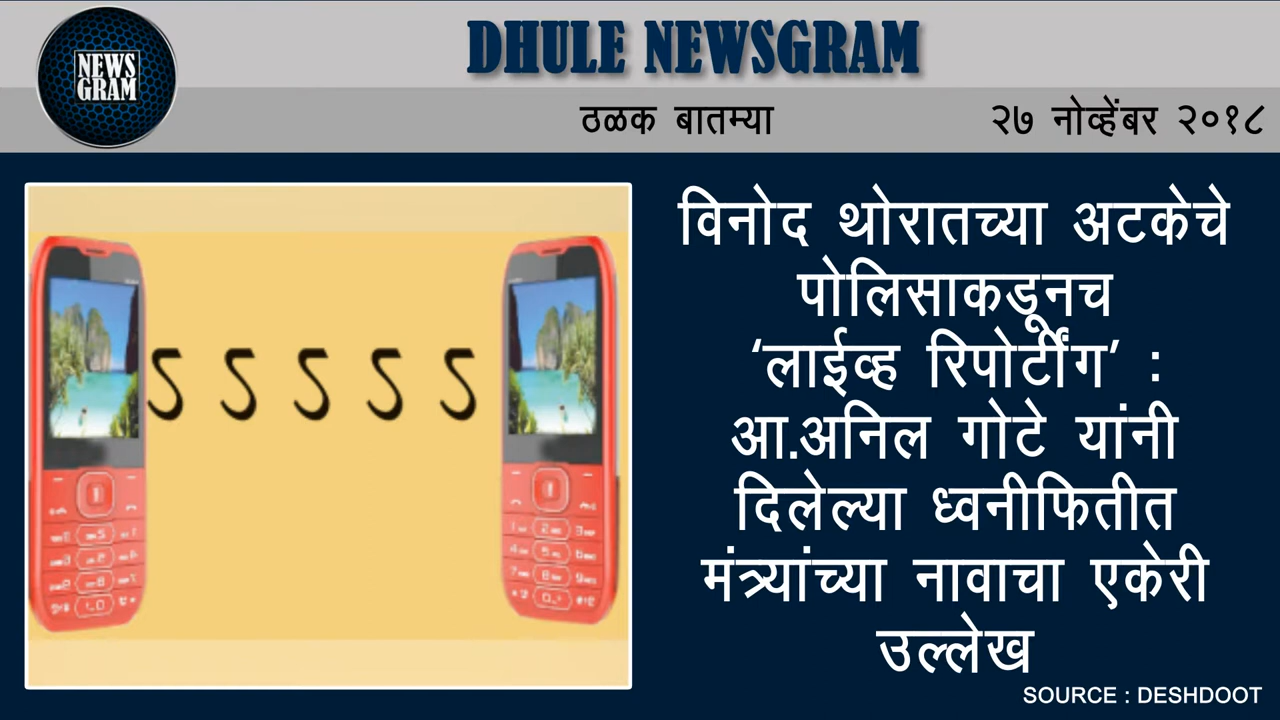 NEWS
GRAM
DHULE NEWSGRAM
ठळक बातम्या
२७ नोव्हेंबर २०१८
विनोद थोरातच्या अटकेचे
पोलिसाकडूनच
‘लाईव्ह रिपोर्टींग’ :
आ.अनिल गोटे यांनी
दिलेल्या ध्वनीफितीत
मंत्र्यांच्या नावाचा एकेरी
उल्लेख
ऽ ऽ ऽ ऽ ऽ
SOURCE : DESHDOOT